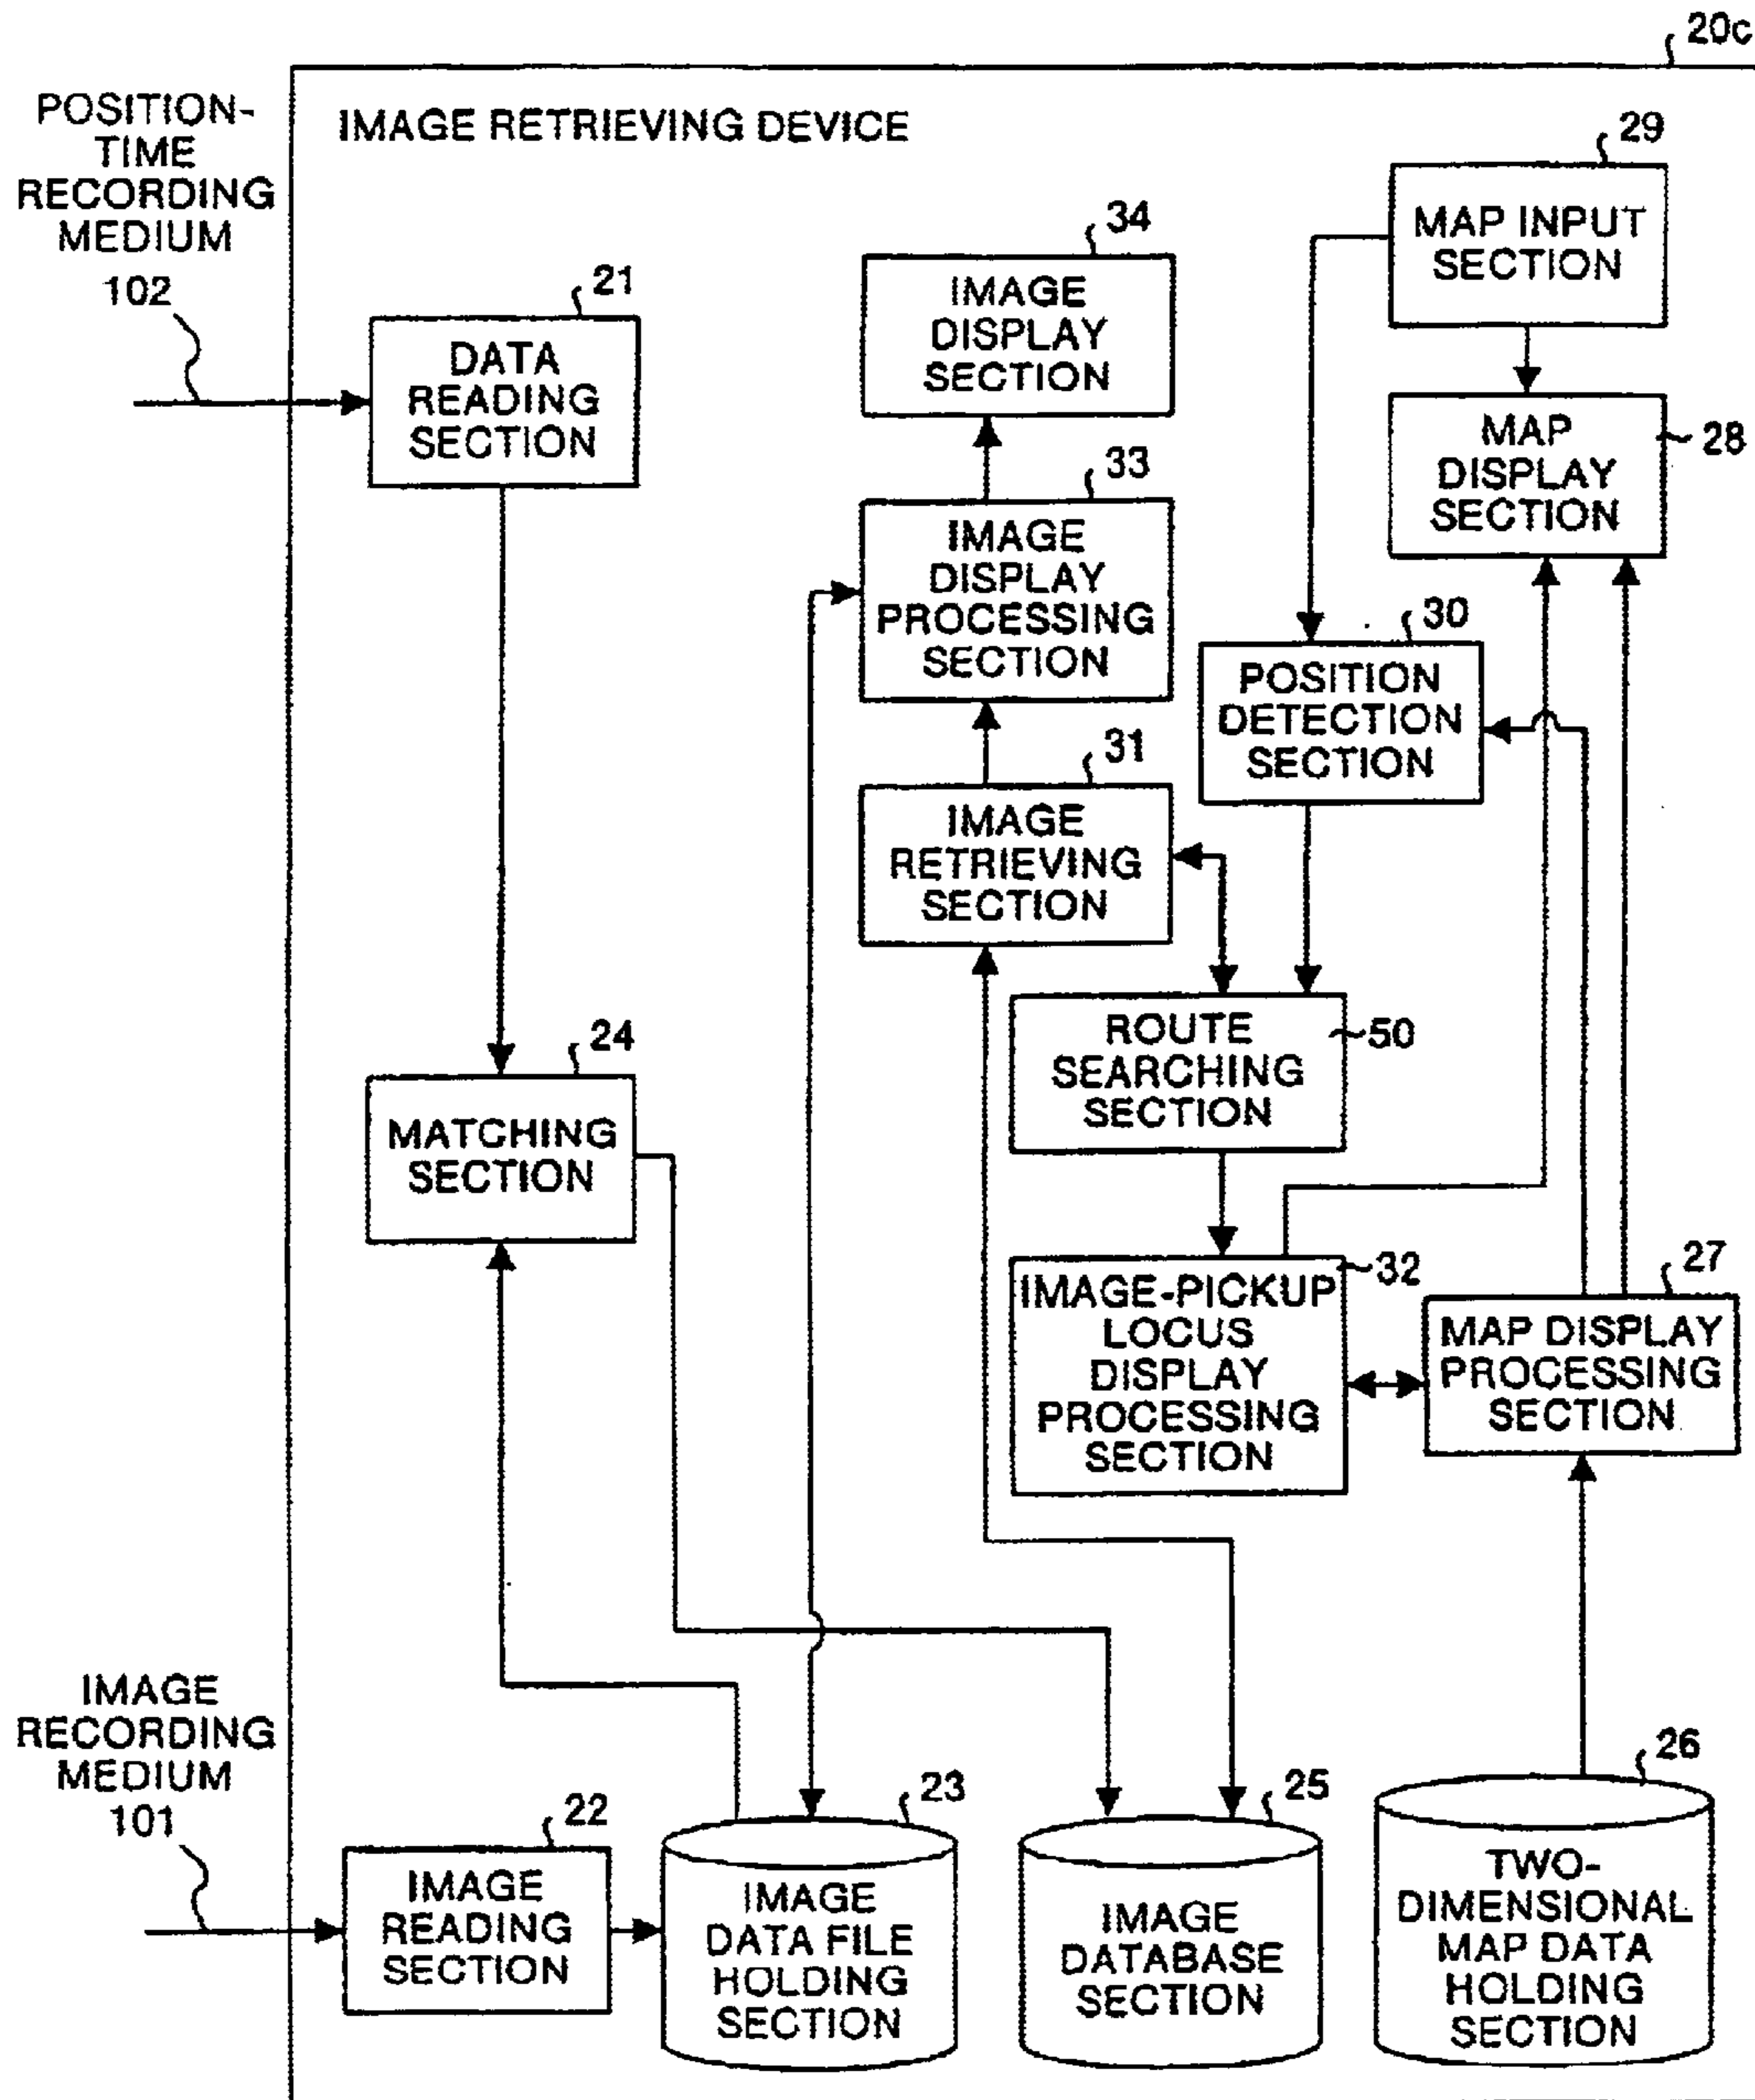 20c
POSITION-
TIME
RECORDING
MEDIUM
102
IMAGE RETRIEVING DEVICE
29
MAP INPUT
SECTION
34
IMAGE
DISPLAY
SECTION
21
DATA
READING
SECTION
28
MAP
DISPLAY
SECTION
33
IMAGE
DISPLAY
PROCESSING
SECTION
30
POSITION
DETECTION
SECTION
31
IMAGE
RETRIEVING
SECTION
50
ROUTE
SEARCHING
SECTION
24
MATCHING
SECTION
32
IMAGE-PICKUP
LOCUS
DISPLAY
PROCESSING
SECTION
27
MAP DISPLAY
PROCESSING
SECTION
IMAGE
RECORDING
MEDIUM
101
22
IMAGE
READING
SECTION
23
IMAGE
DATA FILE
HOLDING
SECTION
25
IMAGE
DATABASE
SECTION
26
TWO-
DIMENSIONAL
MAP DATA
HOLDING
SECTION